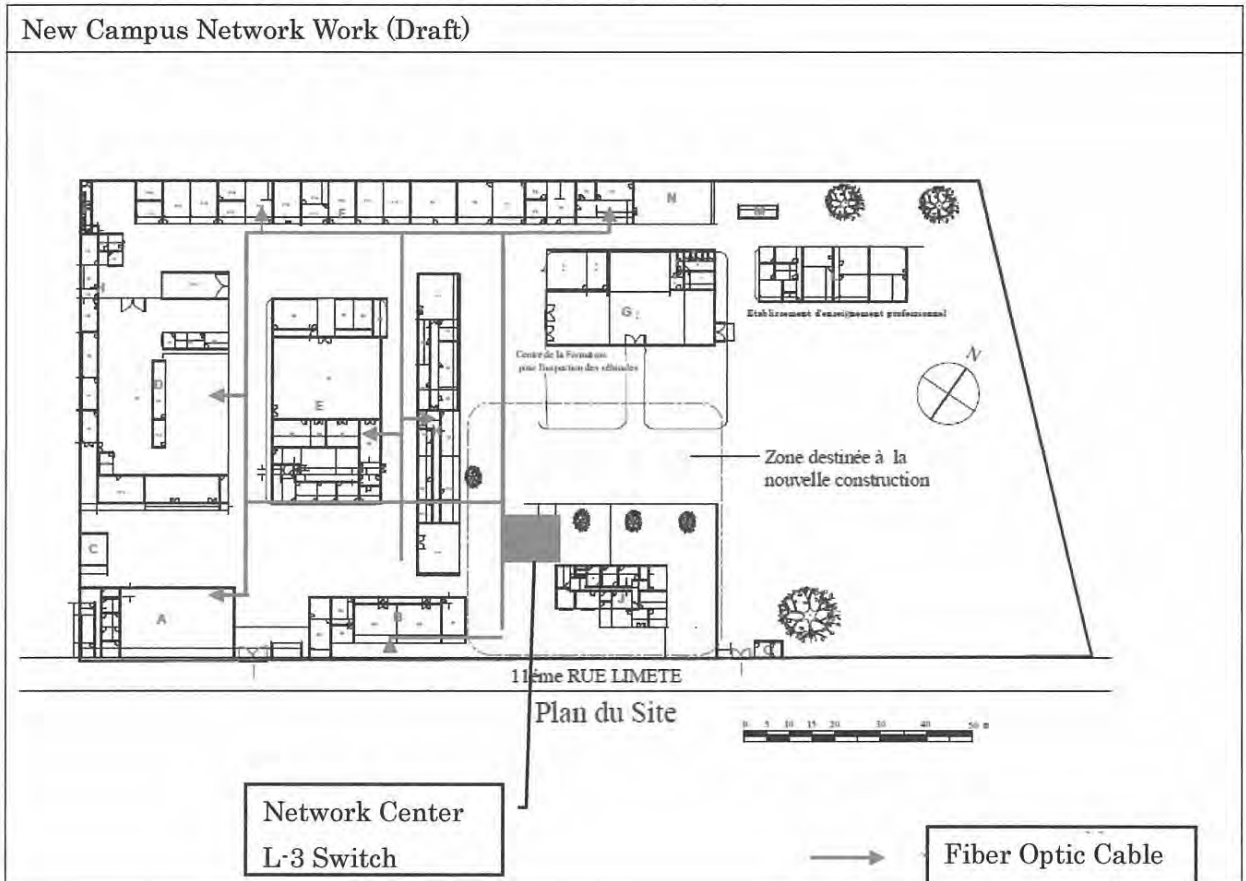 New Campus Network Work (Draft)
F
N
D
E
G
Etablissement d'enseignement professionnel
Centre de la Formation
pour l'inspection des véhicules
N
Zone destinée à la
nouvelle construction
C
A
B
J
11éme RUE LIMETE
Plan du Site
0 5 10 15 20 30 40 50 m
Network Center
L-3 Switch
Fiber Optic Cable